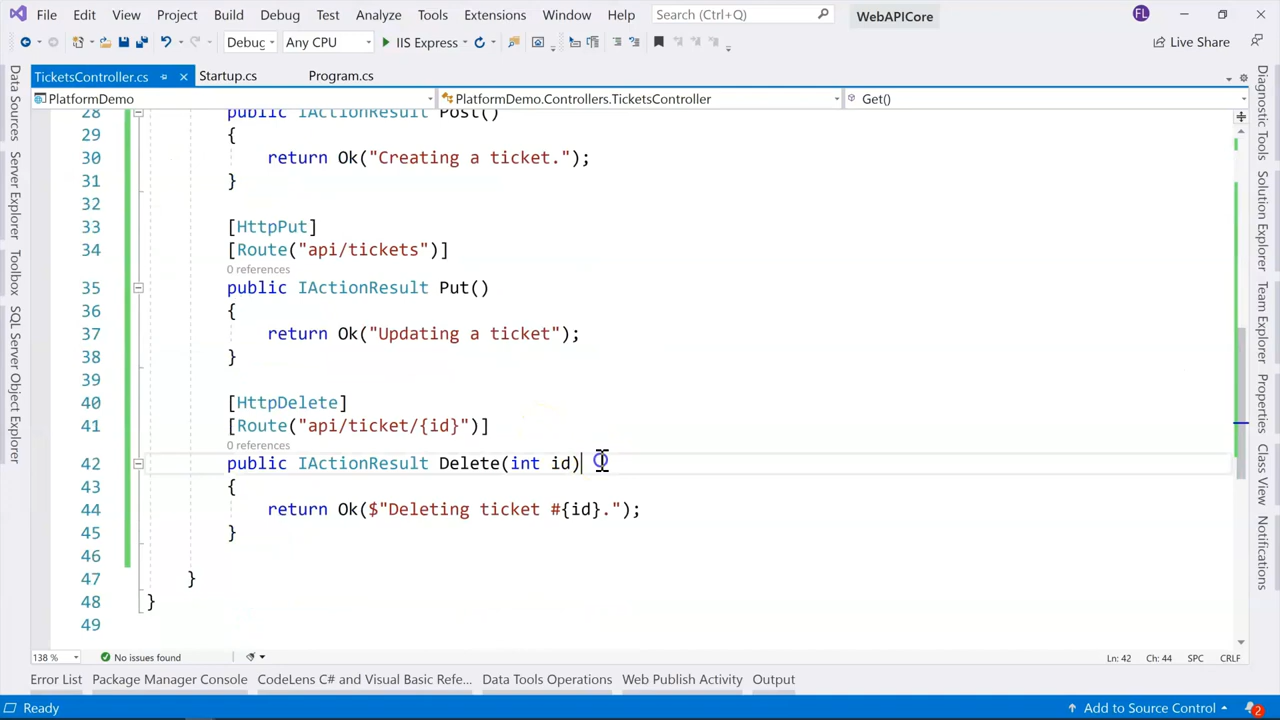 File Edit View Project Build Debug Test Analyze Tools Extensions Window Help Search (Ctrl+Q) WebAPICore FL
Debug Any CPU IIS Express Live Share
TicketsController.cs Startup.cs Program.cs
PlatformDemo PlatformDemo.Controllers.TicketsController Get()
28 public IActionResult Post()
29 {
30 return Ok("Creating a ticket.");
31 }
32
33 [HttpPut]
34 [Route("api/tickets")]
0 references
35 public IActionResult Put()
36 {
37 return Ok("Updating a ticket");
38 }
39
40 [HttpDelete]
41 [Route("api/ticket/{id}")]
0 references
42 public IActionResult Delete(int id)
43 {
44 return Ok($"Deleting ticket #{id}.");
45 }
46
47 }
48 }
49
Data Sources
Server Explorer
Toolbox
SQL Server Object Explorer
Diagnostic Tools
Solution Explorer
Team Explorer
Properties
Class View
Notifications
138 % No issues found Ln: 42 Ch: 44 SPC CRLF
Error List Package Manager Console CodeLens C# and Visual Basic Refe... Data Tools Operations Web Publish Activity Output
Ready Add to Source Control 2